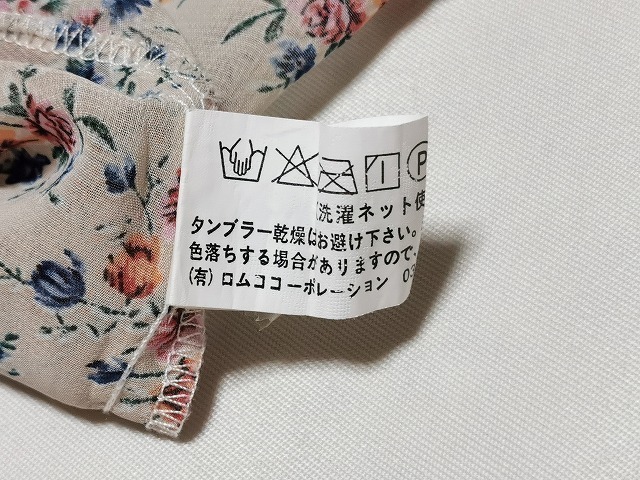 P
洗濯ネット使
タンブラー乾燥はお避け下さい。
色落ちする場合がありますので、
(有) ロムココーポレーション 03